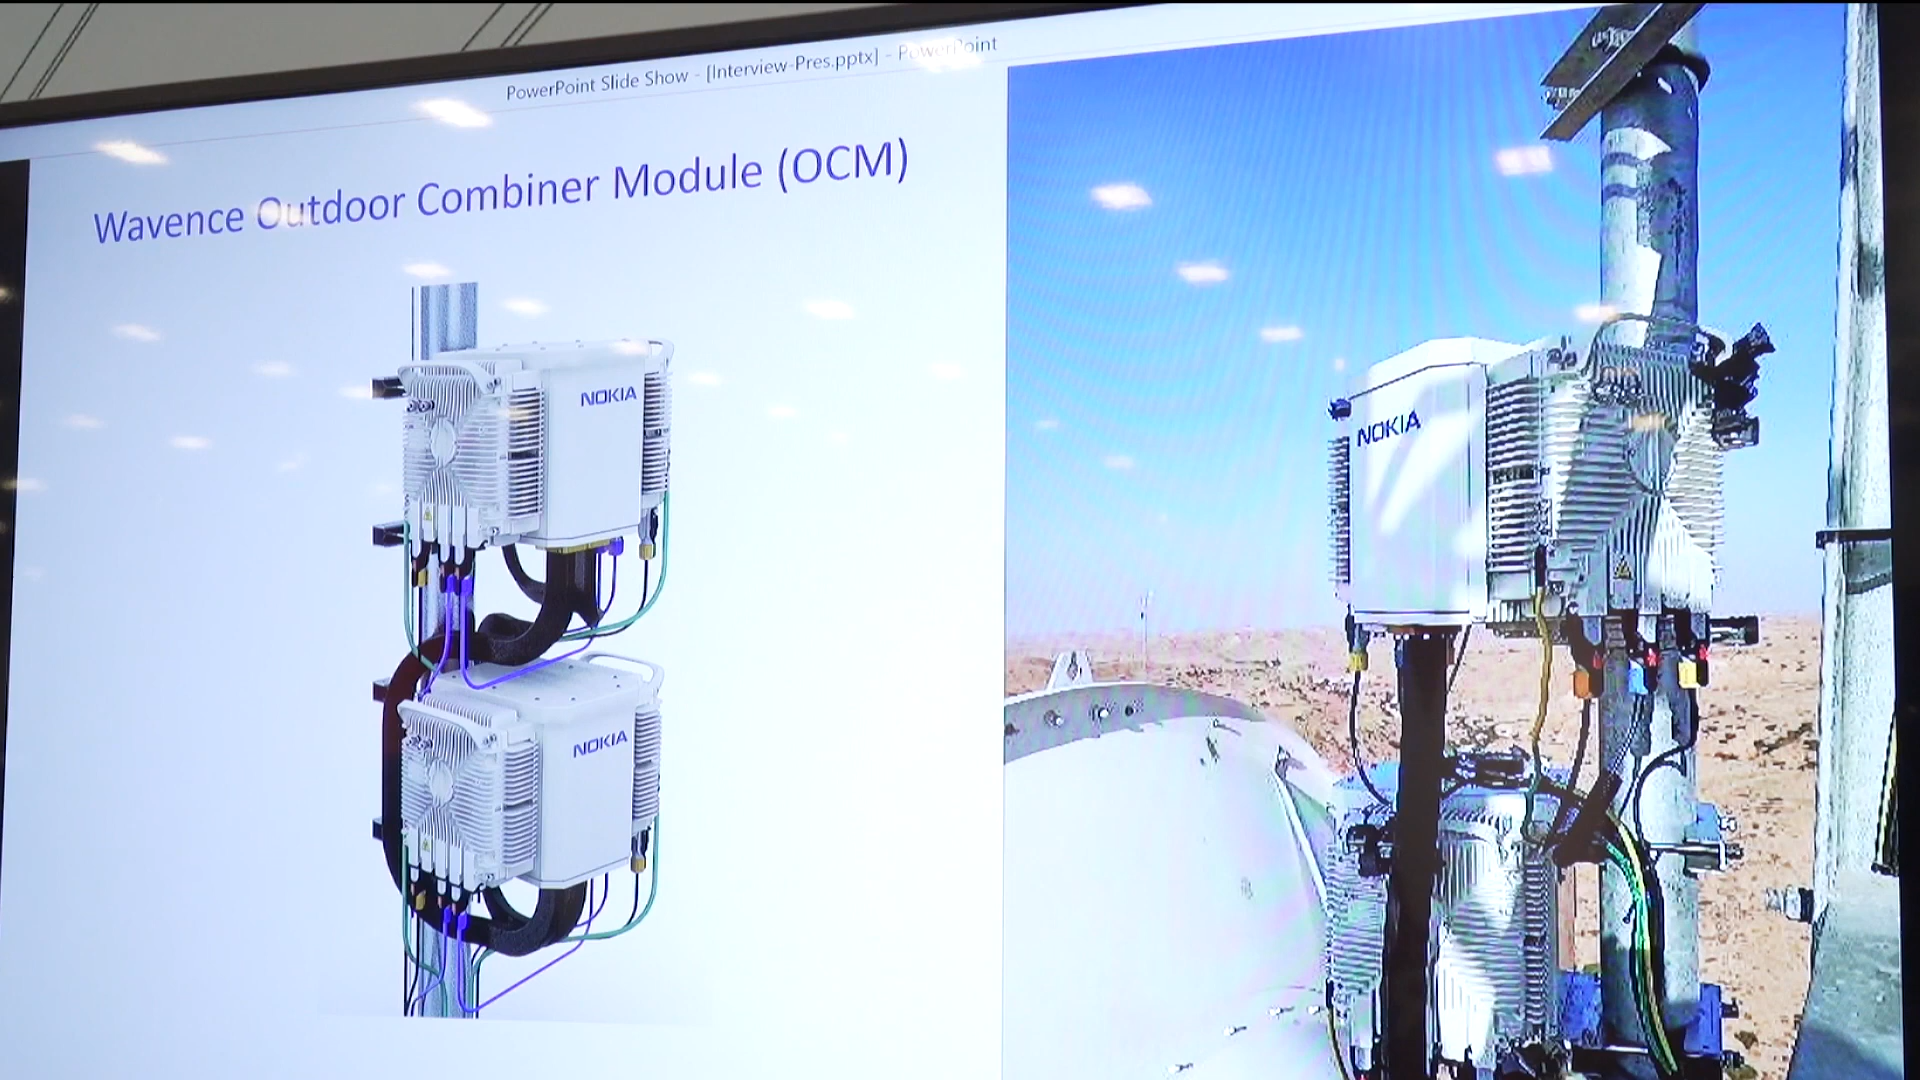 PowerPoint Slide Show - [Interview-Pres.pptx] - PowerPoint
Wavence Outdoor Combiner Module (OCM)
NOKIA
NOKIA
NOKIA